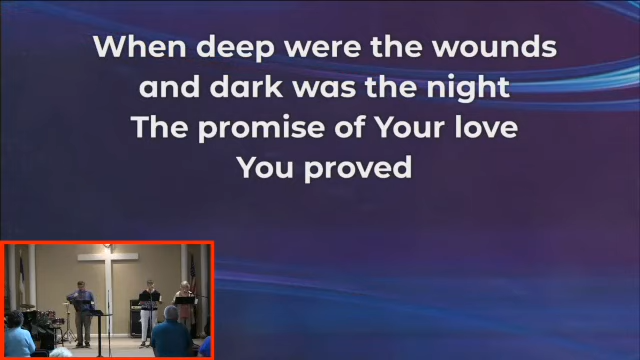 When deep were the wounds
and dark was the night
The promise of Your love
You proved